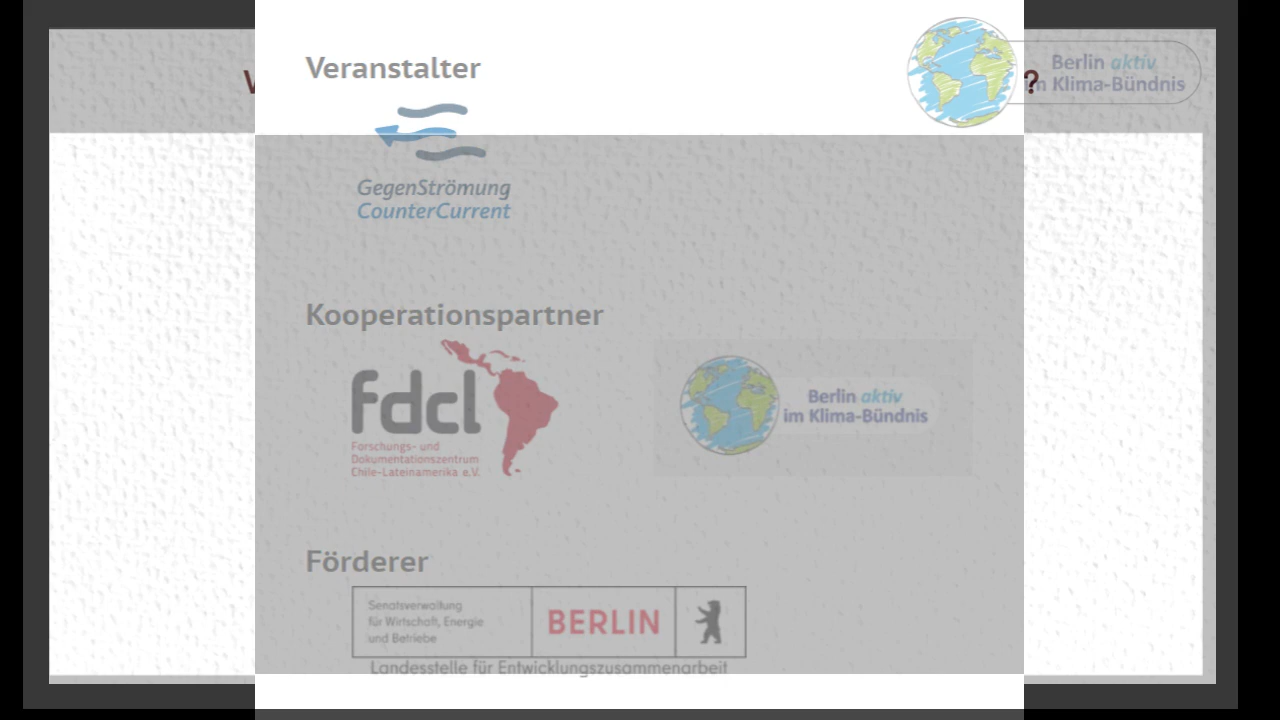 Veranstalter
Berlin aktiv
im Klima-Bündnis
?
GegenStrömung
CounterCurrent
Kooperationspartner
fdcl
Forschungs- und
Dokumentationszentrum
Chile-Lateinamerika e.V.
Berlin aktiv
im Klima-Bündnis
Förderer
Senatsverwaltung
für Wirtschaft, Energie
und Betriebe
BERLIN
Landesstelle für Entwicklungszusammenarbeit